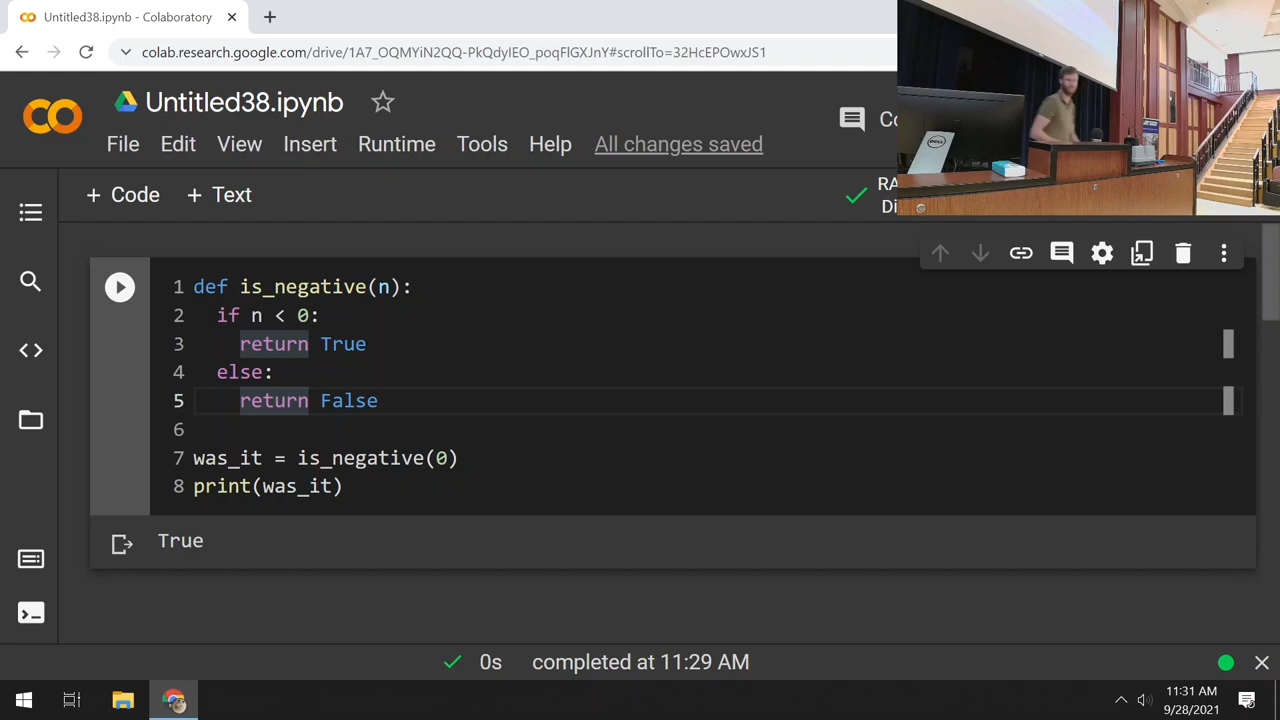 Untitled38.ipynb - Colaboratory
colab.research.google.com/drive/1A7_OQMYiN2QQ-PkQdyIEO_poqFlGXJnY#scrollTo=32HcEPOwxJS1
Untitled38.ipynb
Co
File Edit View Insert Runtime Tools Help All changes saved
+ Code + Text
RA
Di
1 def is_negative(n):
2 if n < 0:
3 return True
4 else:
5 return False
6
7 was_it = is_negative(0)
8 print(was_it)
True
0s completed at 11:29 AM
11:31 AM
9/28/2021
DELL